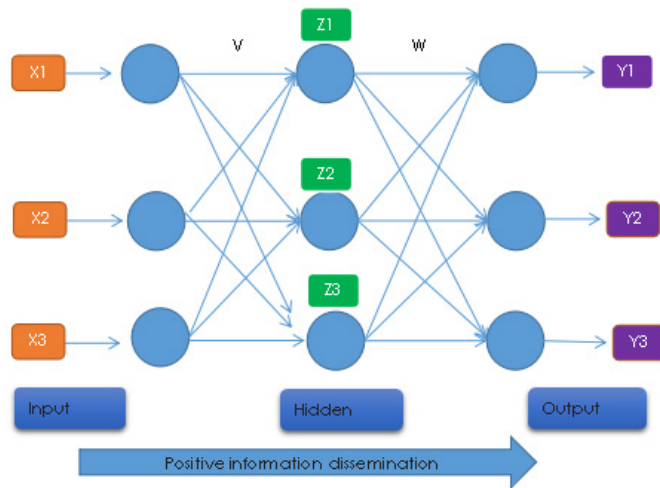 Z1
V
W
X1
Y1
Z2
X2
Y2
Z3
X3
Y3
Input
Hidden
Output
Positive information dissemination